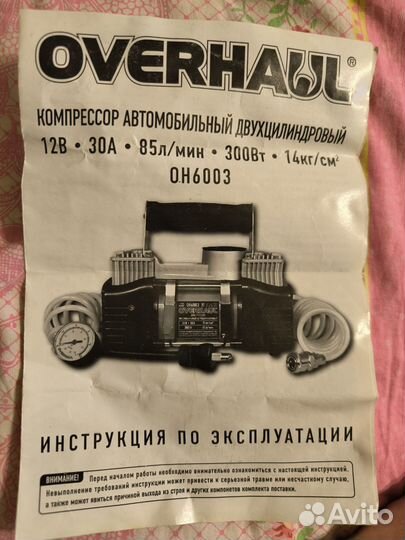 OVERHAUL®
КОМПРЕССОР АВТОМОБИЛЬНЫЙ ДВУХЦИЛИНДРОВЫЙ
12В • 30А • 85л/мин • 300Вт • 14кг/см²
OH6003
OVERHAUL
ИНСТРУКЦИЯ ПО ЭКСПЛУАТАЦИИ
ВНИМАНИЕ! Перед началом работы необходимо внимательно ознакомиться с настоящей инструкцией.
Невыполнение требований инструкции может привести к серьезной травме или несчастному случаю,
а также может явиться причиной выхода из строя и других компонентов комплекта поставки.
Avito